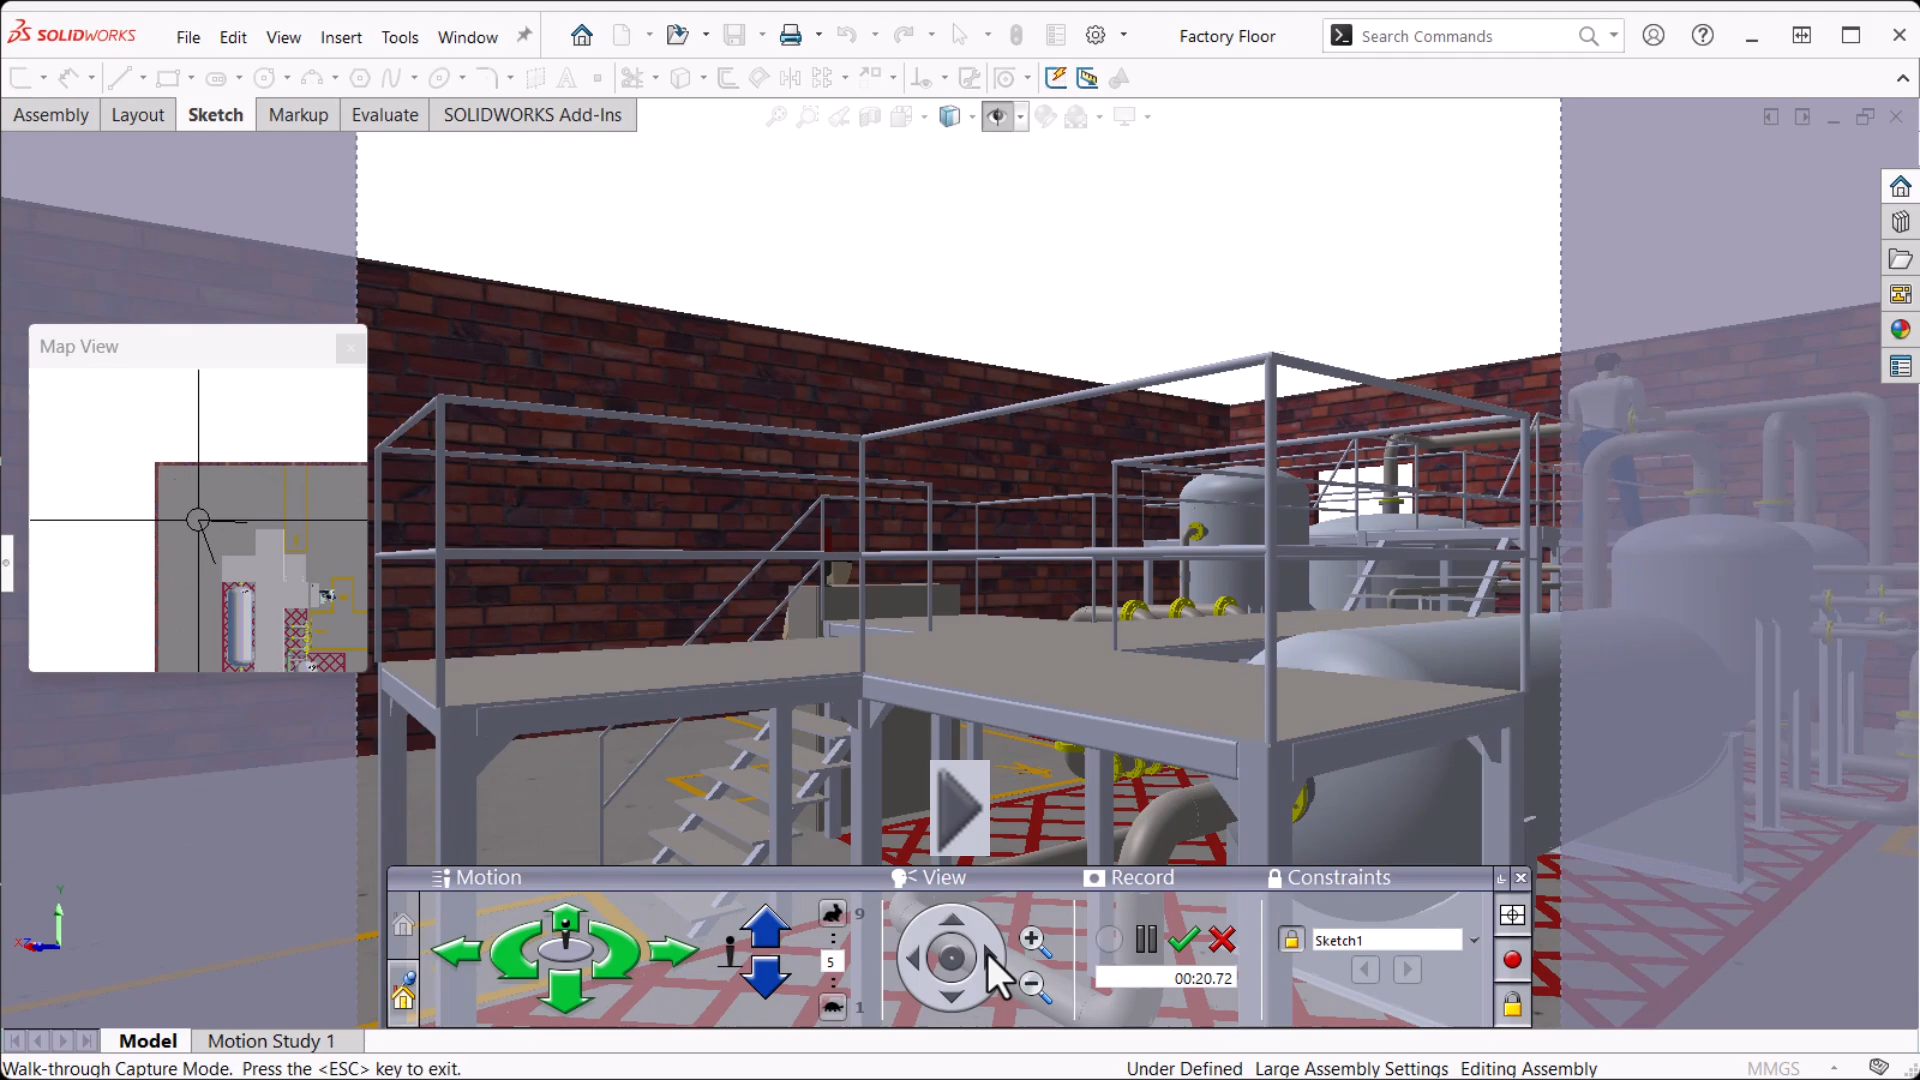 SOLIDWORKS File Edit View Insert Tools Window Factory Floor Search Commands
Assembly Layout Sketch Markup Evaluate SOLIDWORKS Add-Ins
Map View
Motion View Record Constraints
9
5
1
00:20.72
Sketch1
Y
X Z
Model Motion Study 1
Walk-through Capture Mode. Press the <ESC> key to exit. Under Defined Large Assembly Settings Editing Assembly MMGS